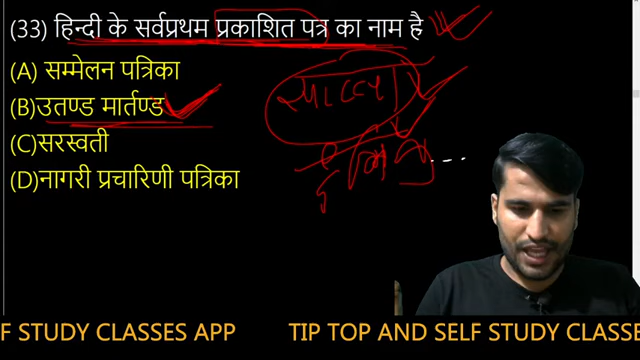 (33) हिन्दी के सर्वप्रथम प्रकाशित पत्र का नाम है
(A) सम्मेलन पत्रिका
(B)उतण्ड मार्तण्ड
(C)सरस्वती
(D)नागरी प्रचारिणी पत्रिका
F STUDY CLASSES APP TIP TOP AND SELF STUDY CLASSE